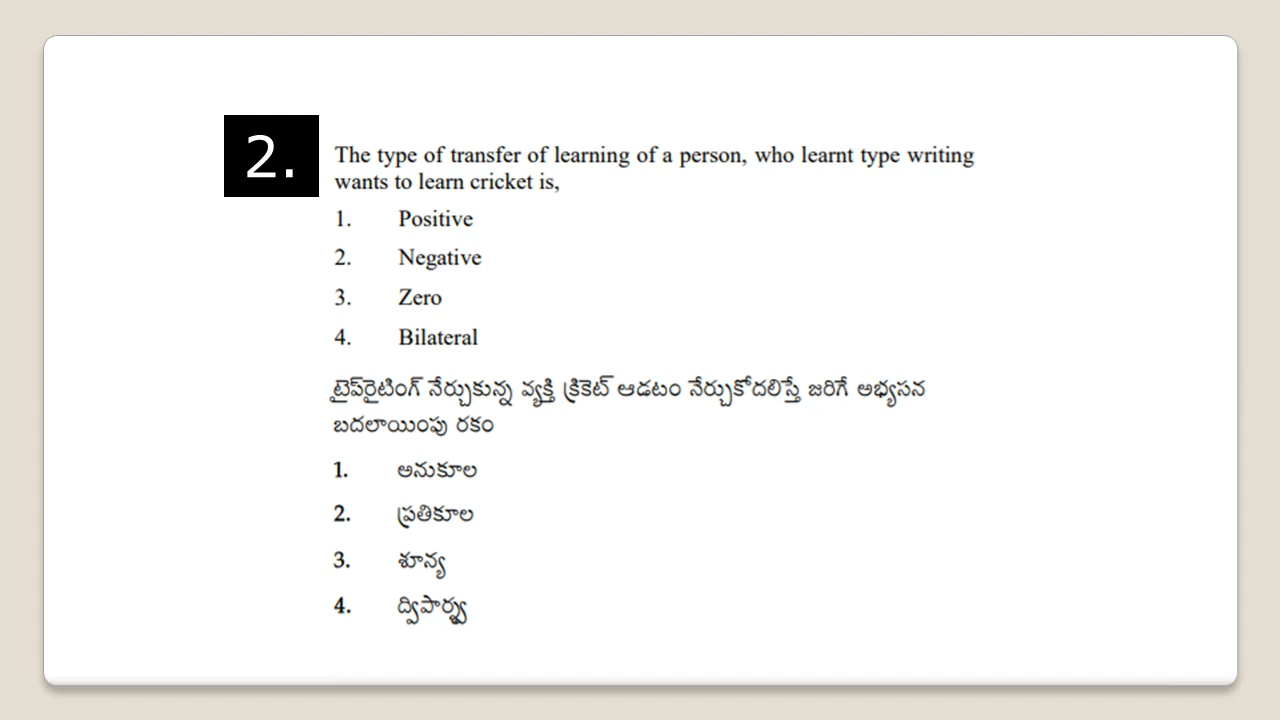 2.
The type of transfer of learning of a person, who learnt type writing
wants to learn cricket is,
1. Positive
2. Negative
3. Zero
4. Bilateral
టైప్‌రైటింగ్ నేర్చుకున్న వ్యక్తి క్రికెట్ ఆడటం నేర్చుకోదలిస్తే జరిగే అభ్యసన
బదలాయింపు రకం
1. అనుకూల
2. ప్రతికూల
3. శూన్య
4. ద్విపార్శ్వ